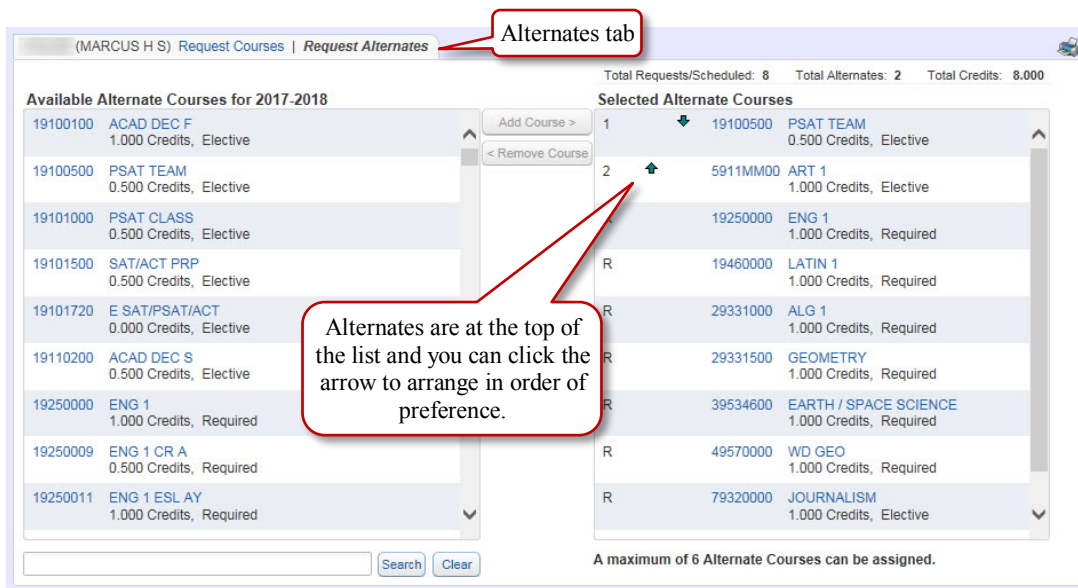 (MARCUS H S) Request Courses | Request Alternates
Alternates tab
Total Requests/Scheduled: 8 Total Alternates: 2 Total Credits: 8.000
Available Alternate Courses for 2017-2018
19100100 ACAD DEC F
1.000 Credits, Elective
19100500 PSAT TEAM
0.500 Credits, Elective
19101000 PSAT CLASS
0.500 Credits, Elective
19101500 SAT/ACT PRP
0.500 Credits, Elective
19101720 E SAT/PSAT/ACT
0.000 Credits, Elective
19110200 ACAD DEC S
0.500 Credits, Elective
19250000 ENG 1
1.000 Credits, Required
19250009 ENG 1 CR A
0.500 Credits, Required
19250011 ENG 1 ESL AY
1.000 Credits, Required
Search Clear
Add Course >
< Remove Course
Selected Alternate Courses
1 19100500 PSAT TEAM
0.500 Credits, Elective
2 5911MM00 ART 1
1.000 Credits, Elective
19250000 ENG 1
1.000 Credits, Required
R 19460000 LATIN 1
1.000 Credits, Required
R 29331000 ALG 1
1.000 Credits, Required
R 29331500 GEOMETRY
1.000 Credits, Required
R 39534600 EARTH / SPACE SCIENCE
1.000 Credits, Required
R 49570000 WD GEO
1.000 Credits, Required
R 79320000 JOURNALISM
1.000 Credits, Elective
A maximum of 6 Alternate Courses can be assigned.
Alternates are at the top of
the list and you can click the
arrow to arrange in order of
preference.